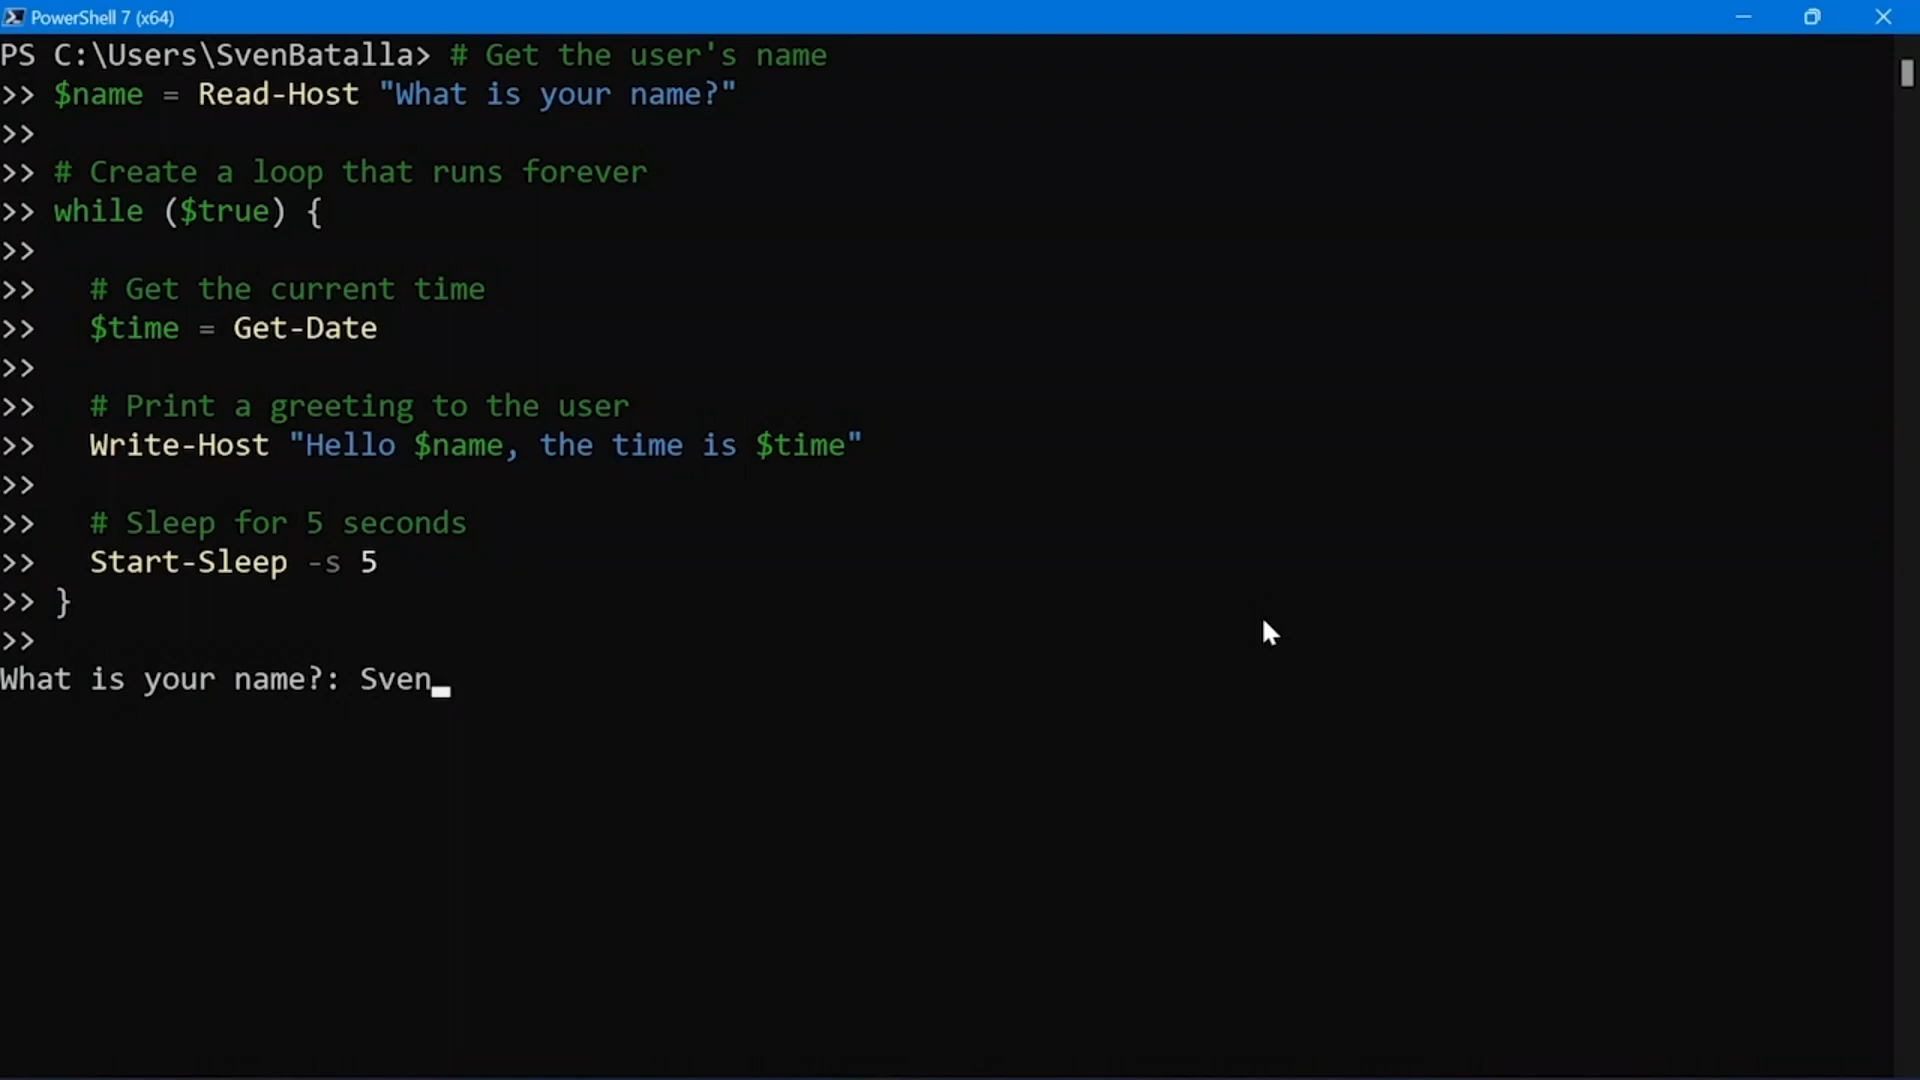 PowerShell 7 (x64)
PS C:\Users\SvenBatalla> # Get the user's name
>> $name = Read-Host "What is your name?"
>>
>> # Create a loop that runs forever
>> while ($true) {
>>
>>   # Get the current time
>>   $time = Get-Date
>>
>>   # Print a greeting to the user
>>   Write-Host "Hello $name, the time is $time"
>>
>>   # Sleep for 5 seconds
>>   Start-Sleep -s 5
>> }
>>
What is your name?: Sven